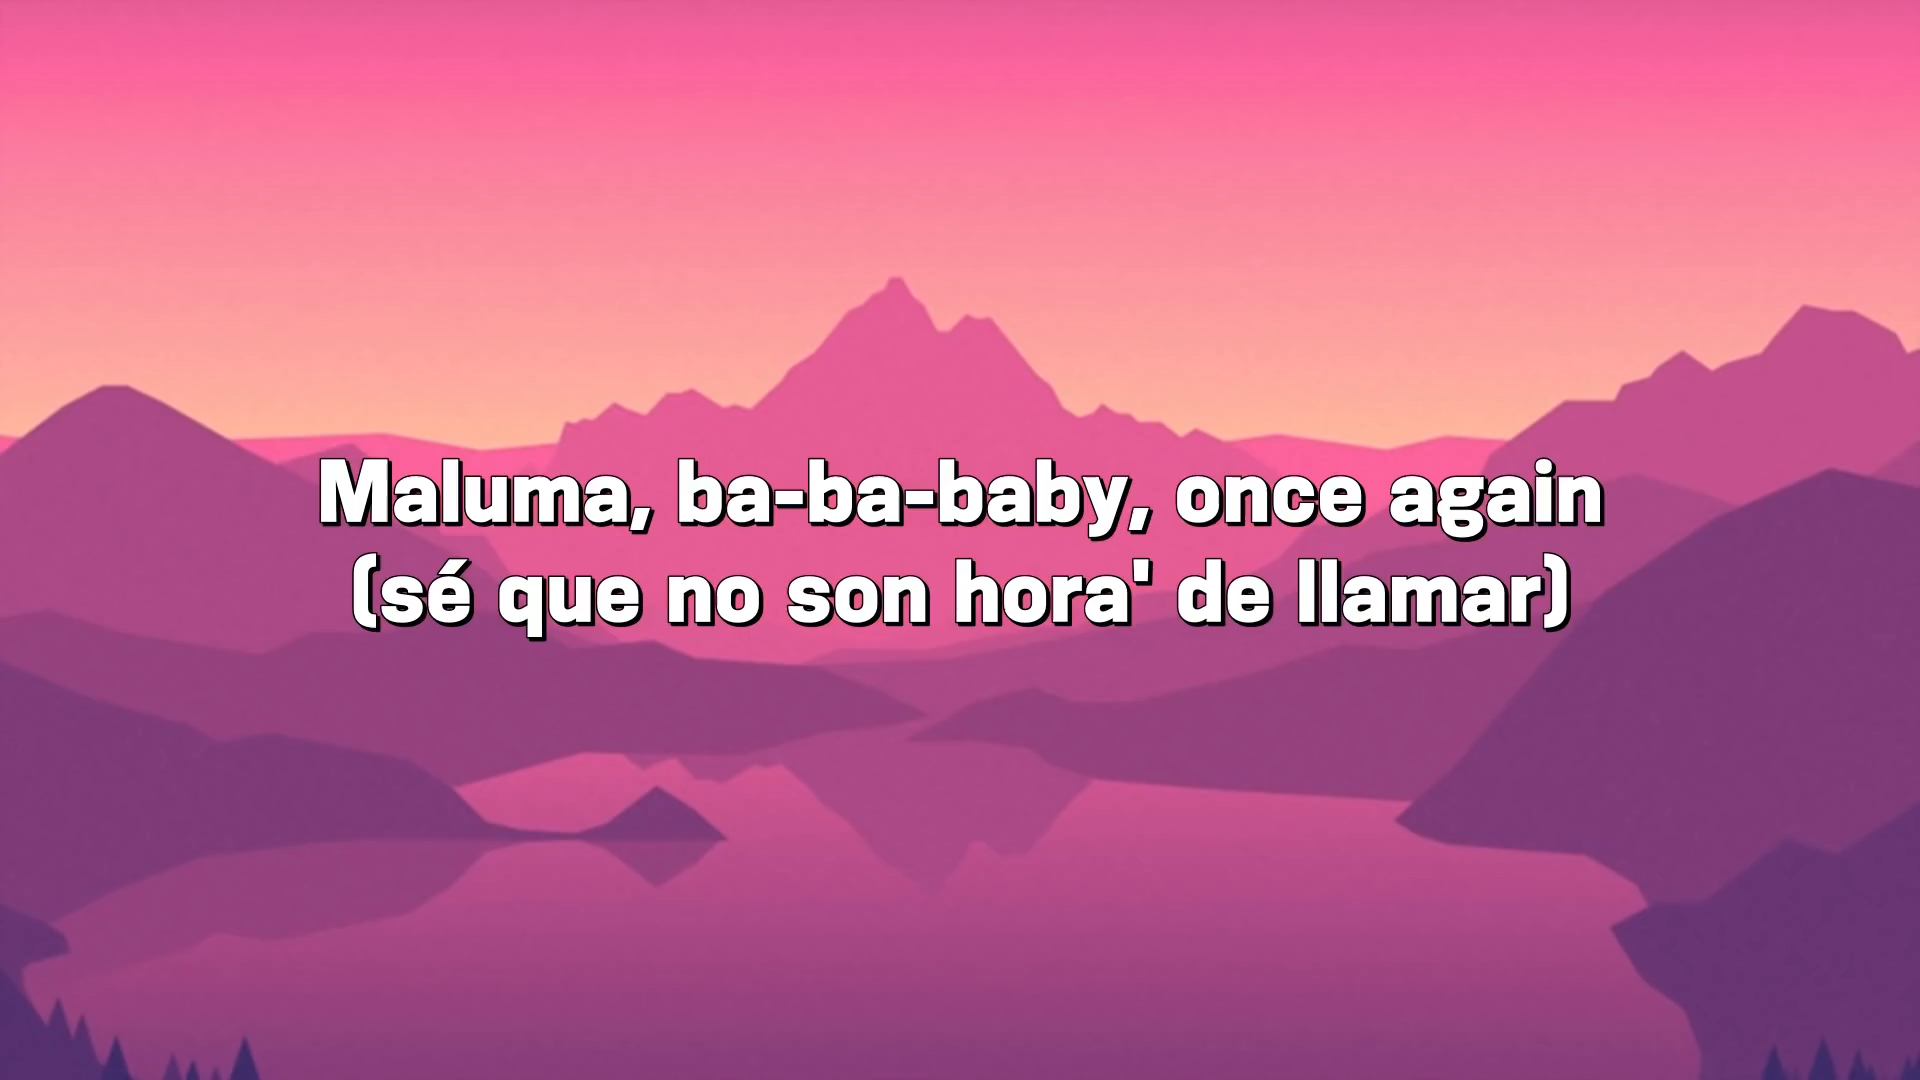 Maluma, ba-ba-baby, once again
(sé que no son hora' de llamar)